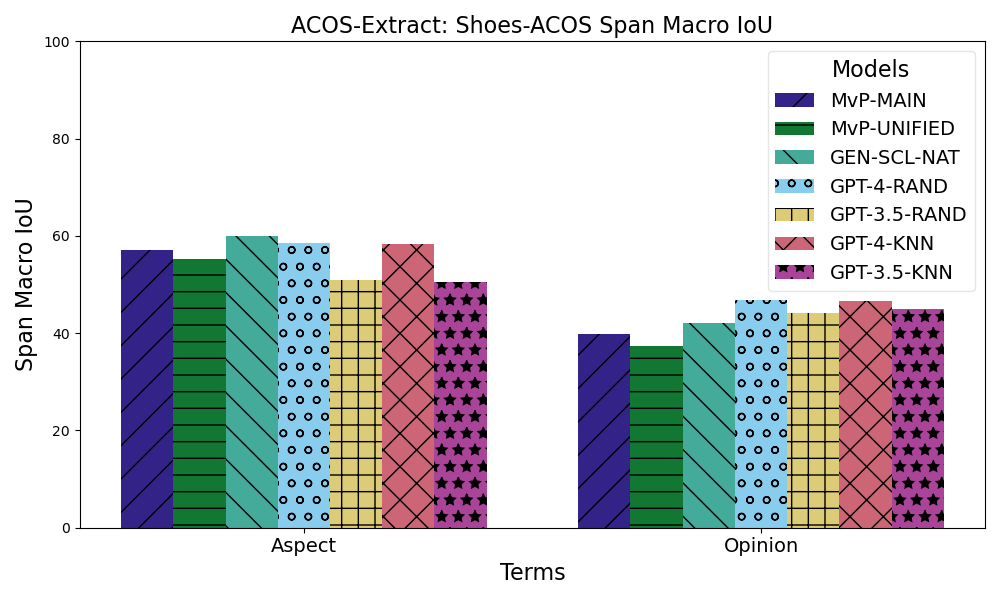 ACOS-Extract: Shoes-ACOS Span Macro IoU
Span Macro IoU
100
80
60
40
20
0
Models
MvP-MAIN
MvP-UNIFIED
GEN-SCL-NAT
GPT-4-RAND
GPT-3.5-RAND
GPT-4-KNN
GPT-3.5-KNN
Aspect
Opinion
Terms